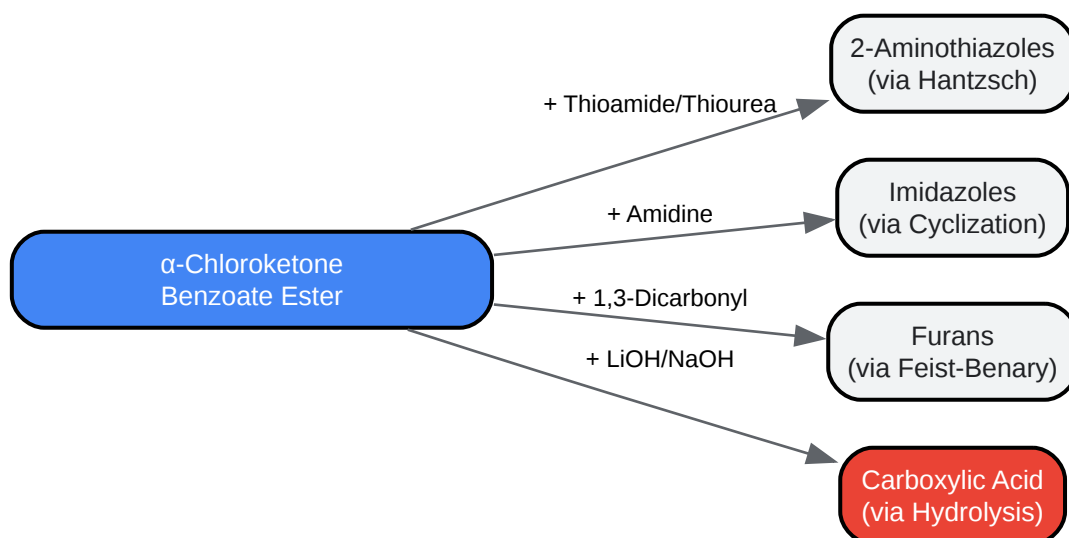 α-Chloroketone
Benzoate Ester
+ Thioamide/Thiourea
2-Aminothiazoles
(via Hantzsch)
+ Amidine
Imidazoles
(via Cyclization)
+ 1,3-Dicarbonyl
Furans
(via Feist-Benary)
+ LiOH/NaOH
Carboxylic Acid
(via Hydrolysis)